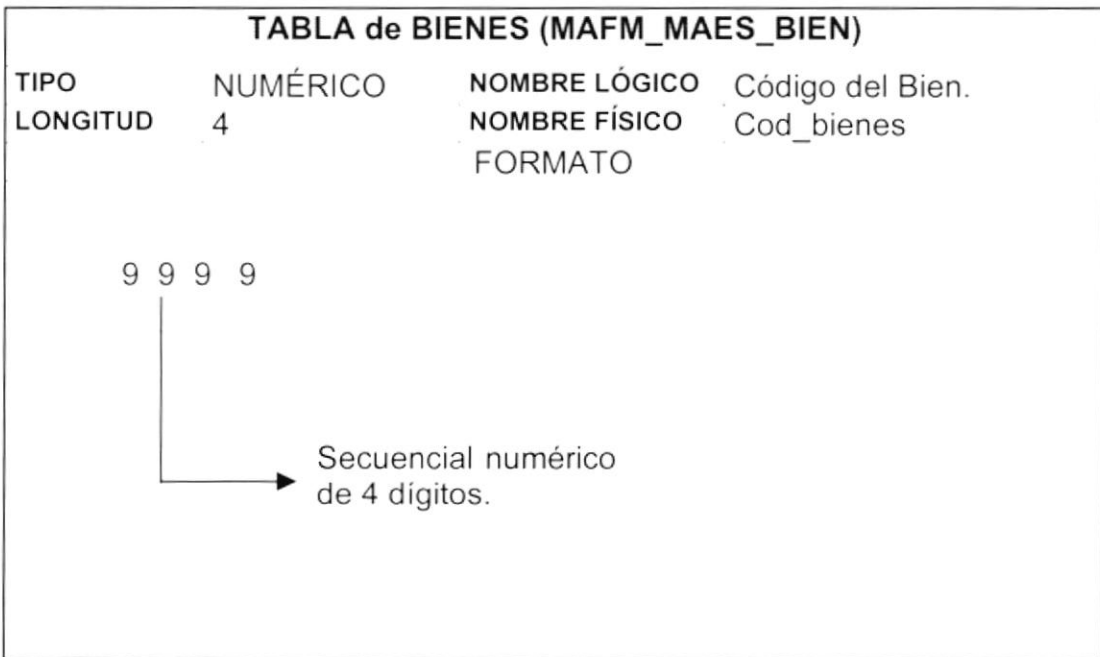 TABLA de BIENES (MAFM_MAES_BIEN)
TIPO NUMÉRICO NOMBRE LÓGICO Código del Bien.
LONGITUD 4 NOMBRE FÍSICO Cod_bienes
FORMATO
9 9 9 9
Secuencial numérico
de 4 dígitos.